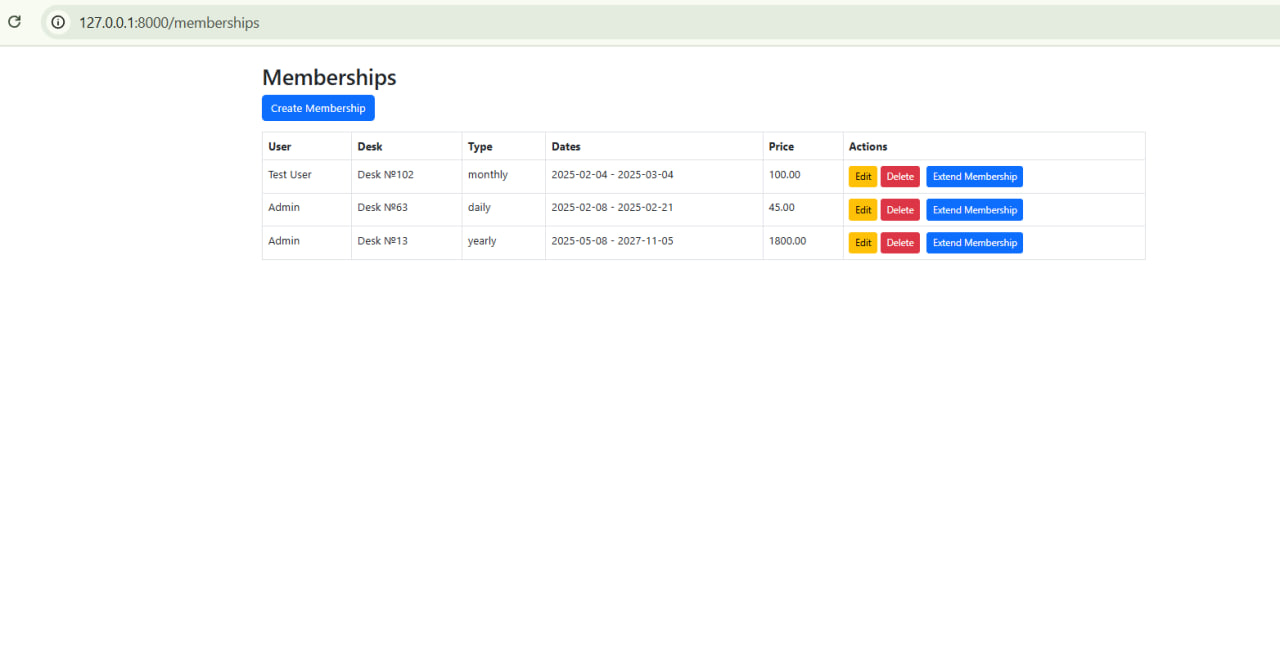 127.0.0.1:8000/memberships
Memberships
Create Membership
User Desk Type Dates Price Actions
Test User Desk №102 monthly 2025-02-04 - 2025-03-04 100.00 Edit Delete Extend Membership
Admin Desk №63 daily 2025-02-08 - 2025-02-21 45.00 Edit Delete Extend Membership
Admin Desk №13 yearly 2025-05-08 - 2027-11-05 1800.00 Edit Delete Extend Membership